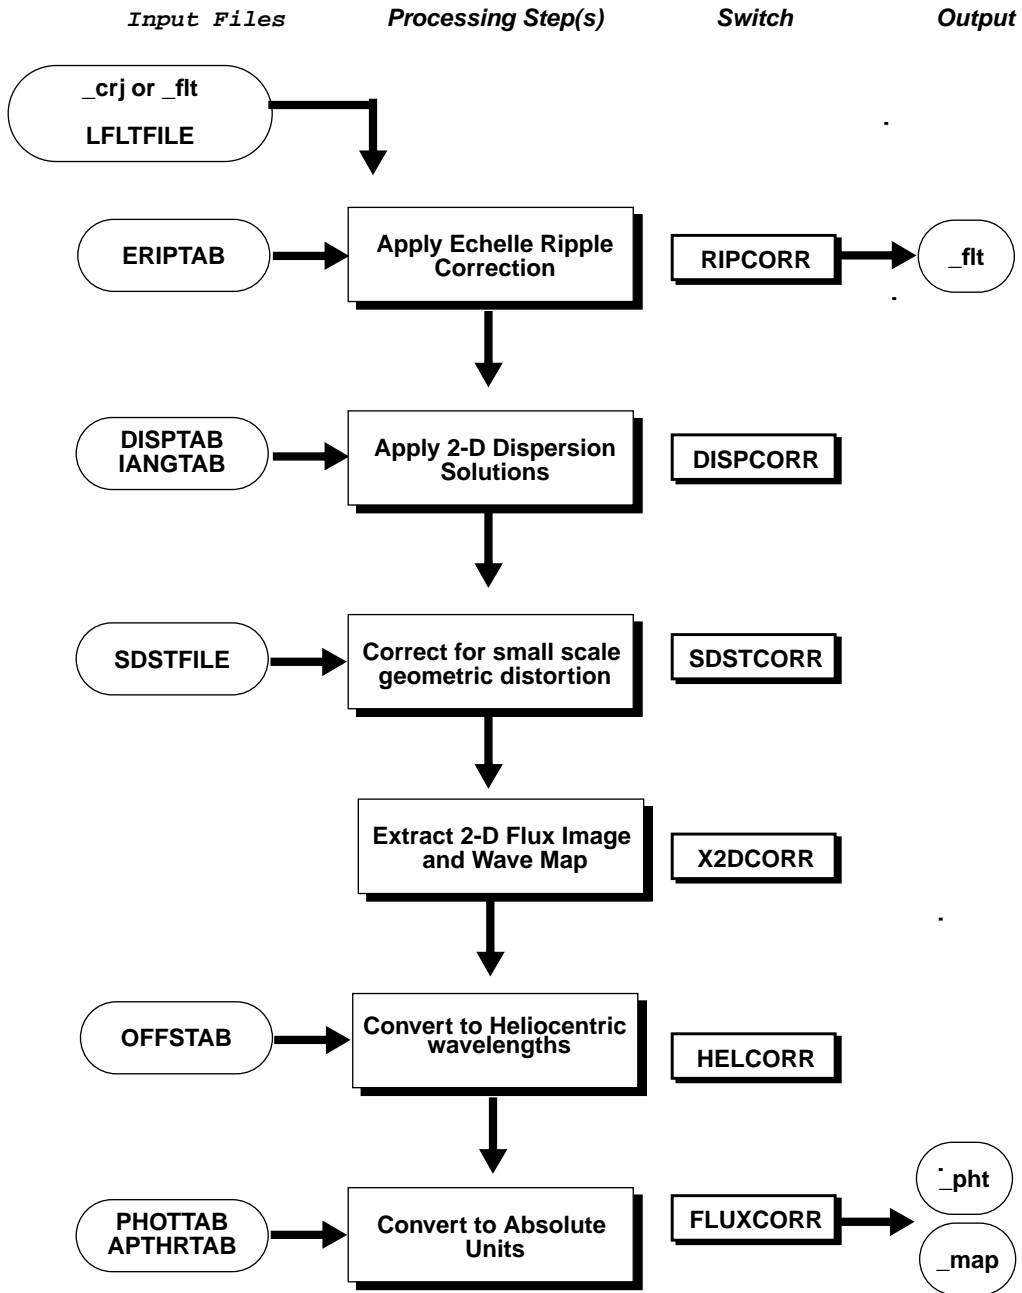 Input Files Processing Step(s) Switch Output
_crj or _flt
LFLTFILE
ERIPTAB
Apply Echelle Ripple
Correction
RIPCORR
_flt
DISPTAB
IANGTAB
Apply 2-D Dispersion
Solutions
DISPCORR
SDSTFILE
Correct for small scale
geometric distortion
SDSTCORR
Extract 2-D Flux Image
and Wave Map
X2DCORR
OFFSTAB
Convert to Heliocentric
wavelengths
HELCORR
PHOTTAB
APTHRTAB
Convert to Absolute
Units
FLUXCORR
_pht
_map